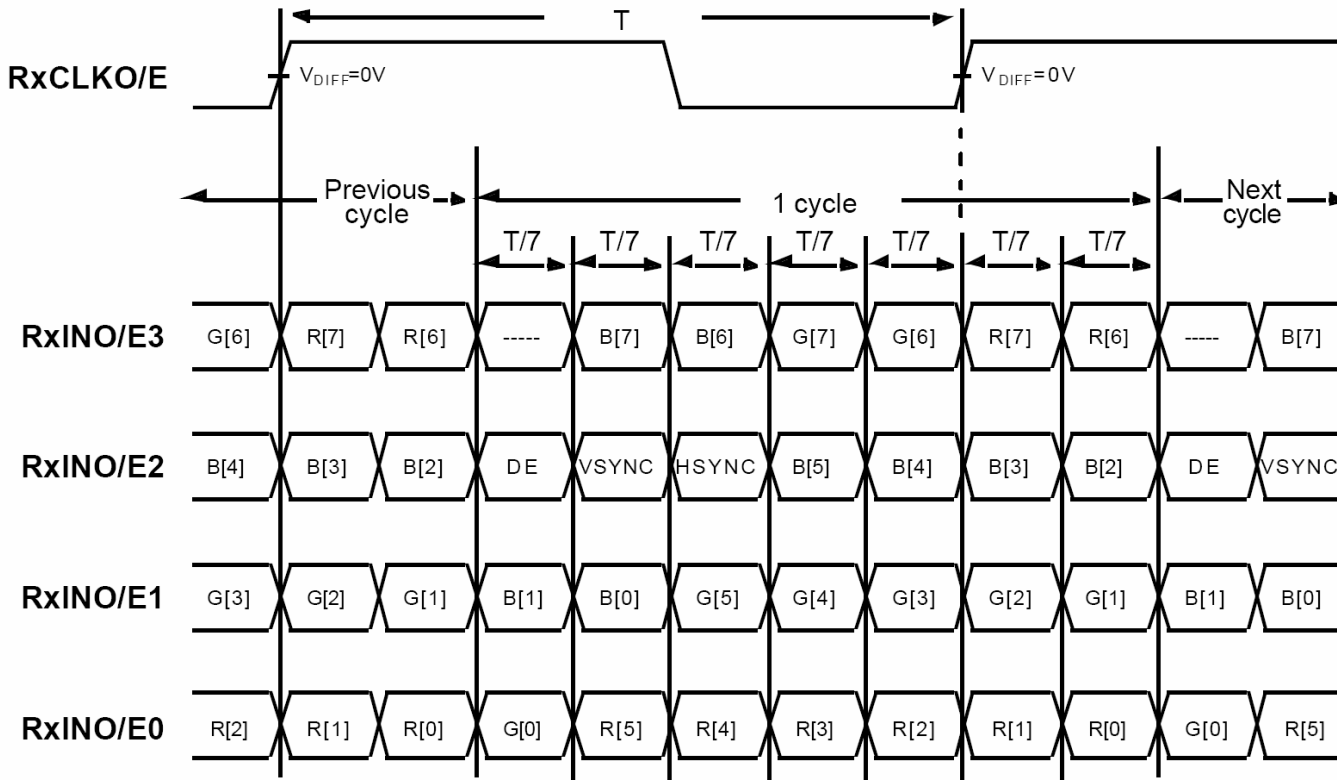 T
RxCLKO/E
VDIFF=0V VDIFF=0V
Previous cycle 1 cycle Next cycle
T/7 T/7 T/7 T/7 T/7 T/7 T/7
RxINO/E3 G[6] R[7] R[6] ----- B[7] B[6] G[7] G[6] R[7] R[6] ----- B[7]
RxINO/E2 B[4] B[3] B[2] DE VSYNC HSYNC B[5] B[4] B[3] B[2] DE VSYNC
RxINO/E1 G[3] G[2] G[1] B[1] B[0] G[5] G[4] G[3] G[2] G[1] B[1] B[0]
RxINO/E0 R[2] R[1] R[0] G[0] R[5] R[4] R[3] R[2] R[1] R[0] G[0] R[5]